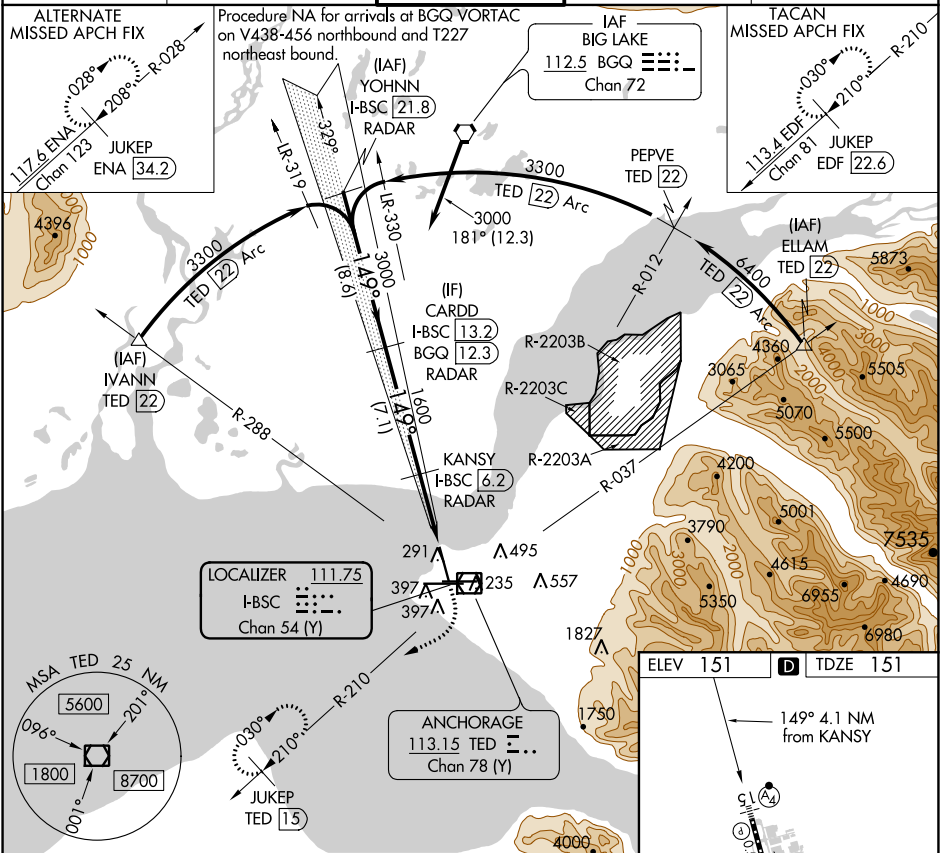 ALTERNATE
MISSED APCH FIX
028°
208°
R-028
117.6 ENA
Chan 123
JUKEP
ENA 34.2
Procedure NA for arrivals at BGQ VORTAC
on V438-456 northbound and T227
northeast bound.
IAF
BIG LAKE
112.5 BGQ
Chan 72
TACAN
MISSED APCH FIX
030°
210°
R-210
113.4 EDF
Chan 81
JUKEP
EDF 22.6
(IAF)
YOHNN
I-BSC 21.8
RADAR
329°
LR-319
LR-330
3300
TED 22 Arc
3000
181° (12.3)
PEPVE
TED 22
R-012
6400
TED 22 Arc
(IAF)
ELLAM
TED 22
4396
1000
3300
TED 22 Arc
3000
149°
(8.6)
(IF)
CARDD
I-BSC 13.2
BGQ 12.3
RADAR
(IAF)
IVANN
TED 22
R-288
1600
149°
(7.1)
KANSY
I-BSC 6.2
RADAR
R-2203B
R-2203C
R-2203A
R-037
5873
1000
3000
4000
4360
3065
2000
5505
5070
5500
4200
5001
3790
2000
1000
3000
4615
5350
6955
7535
4690
6980
291
495
397
235
557
397
1827
1750
4000
LOCALIZER 111.75
I-BSC
Chan 54 (Y)
R-210
030°
210°
JUKEP
TED 15
ANCHORAGE
113.15 TED
Chan 78 (Y)
MSA TED 25 NM
5600
201°
096°
1800
8700
001°
ELEV 151
D
TDZE 151
149° 4.1 NM
from KANSY
15
A4
P